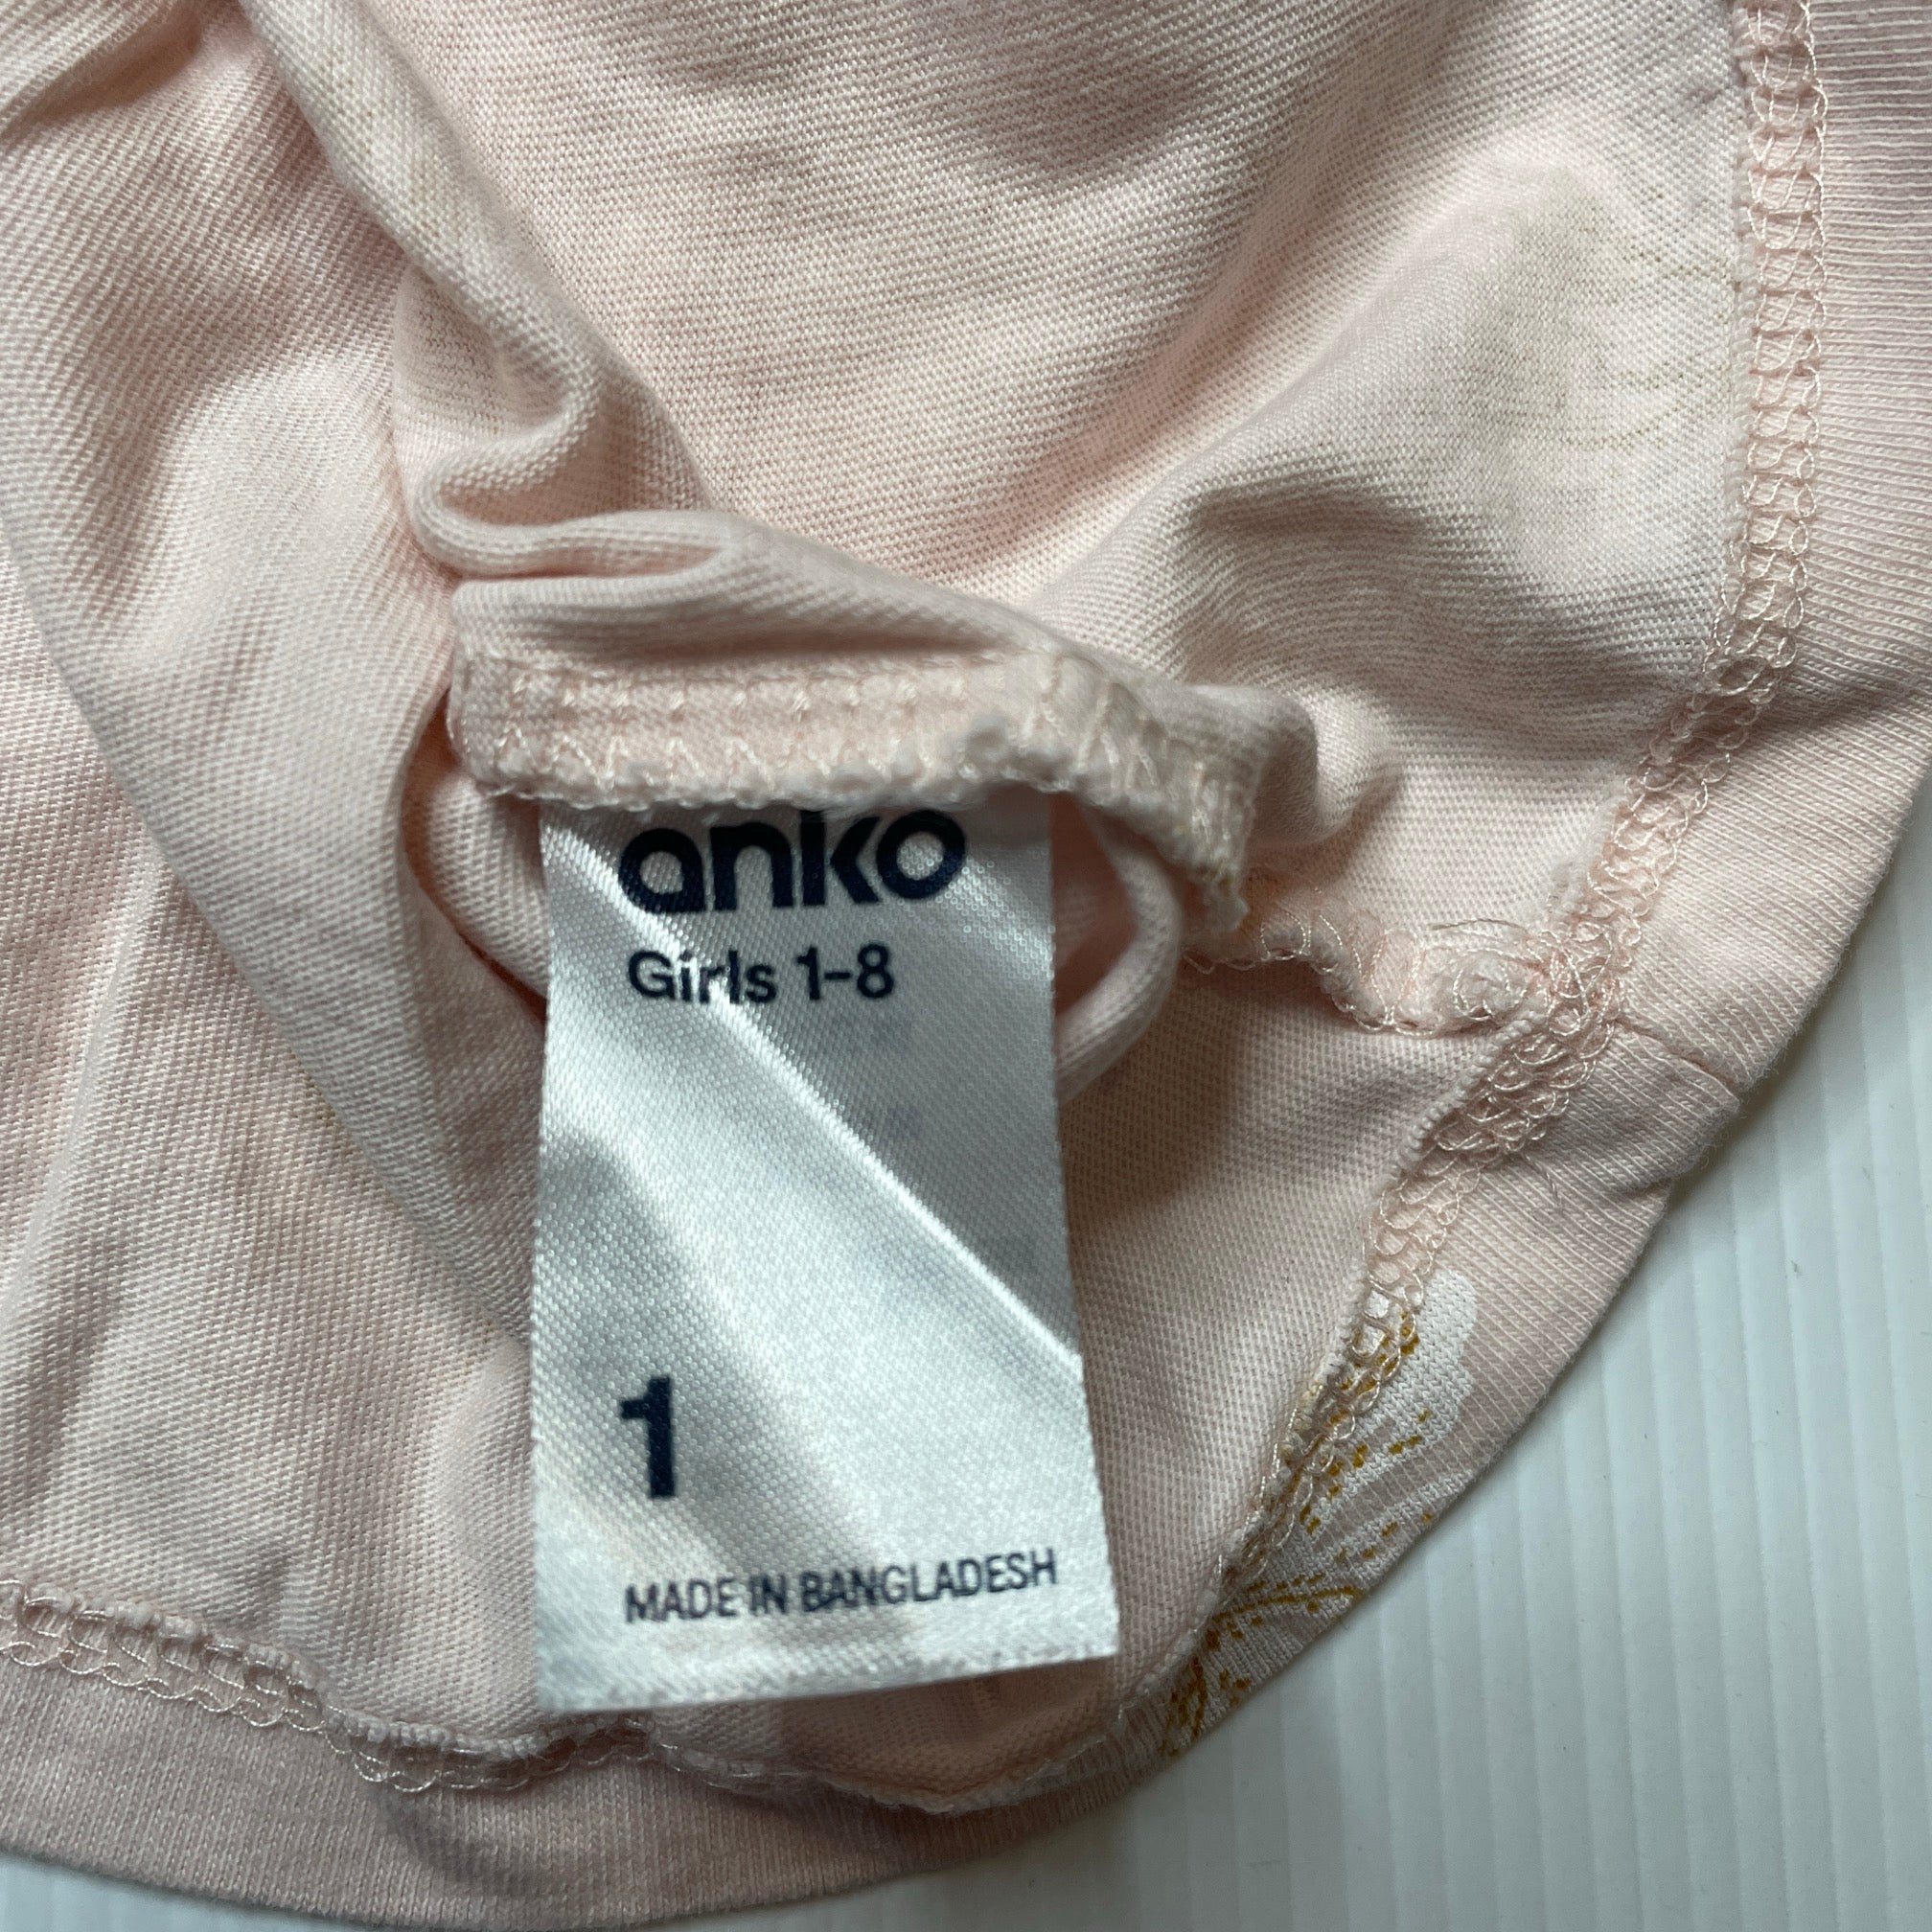 anko
Girls 1-8
1
MADE IN BANGLADESH